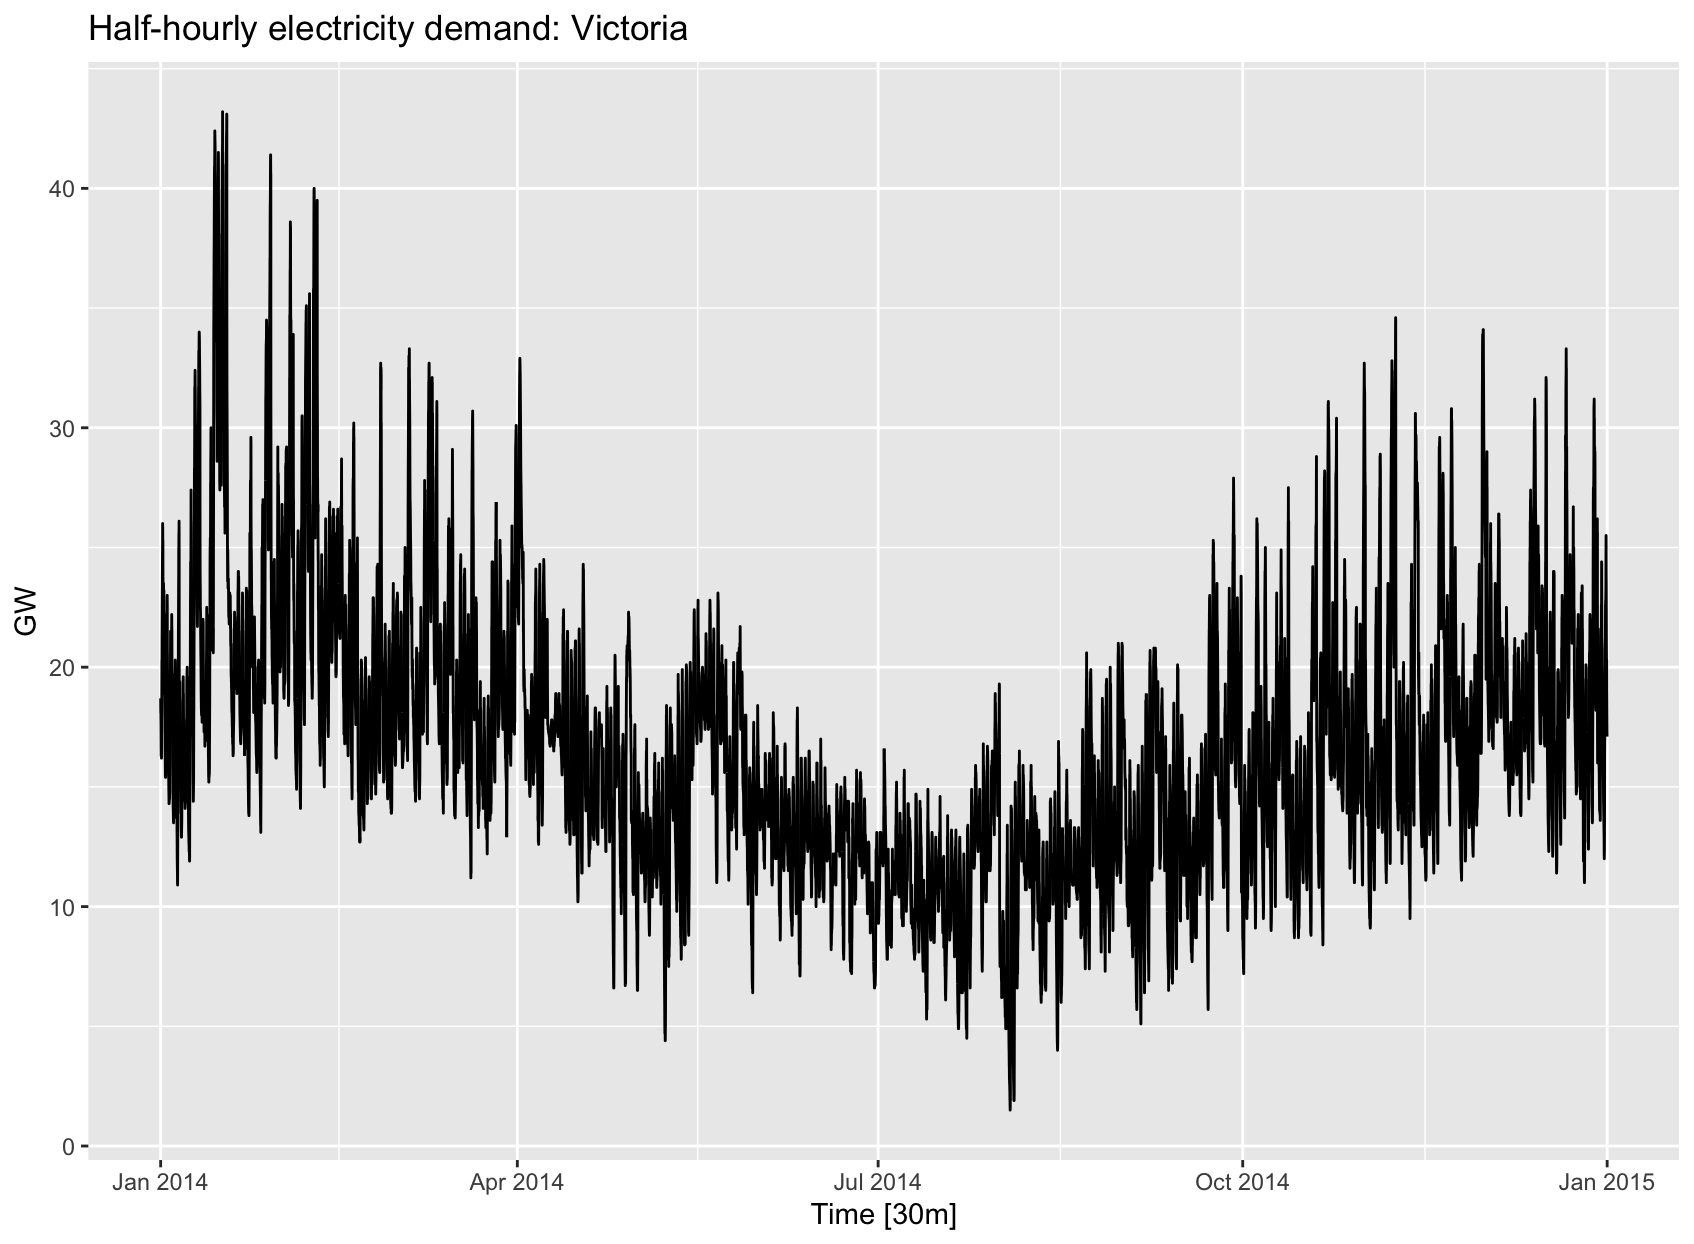 Half-hourly electricity demand: Victoria
GW
40
30
20
10
0
Jan 2014 Apr 2014 Jul 2014 Oct 2014 Jan 2015
Time [30m]